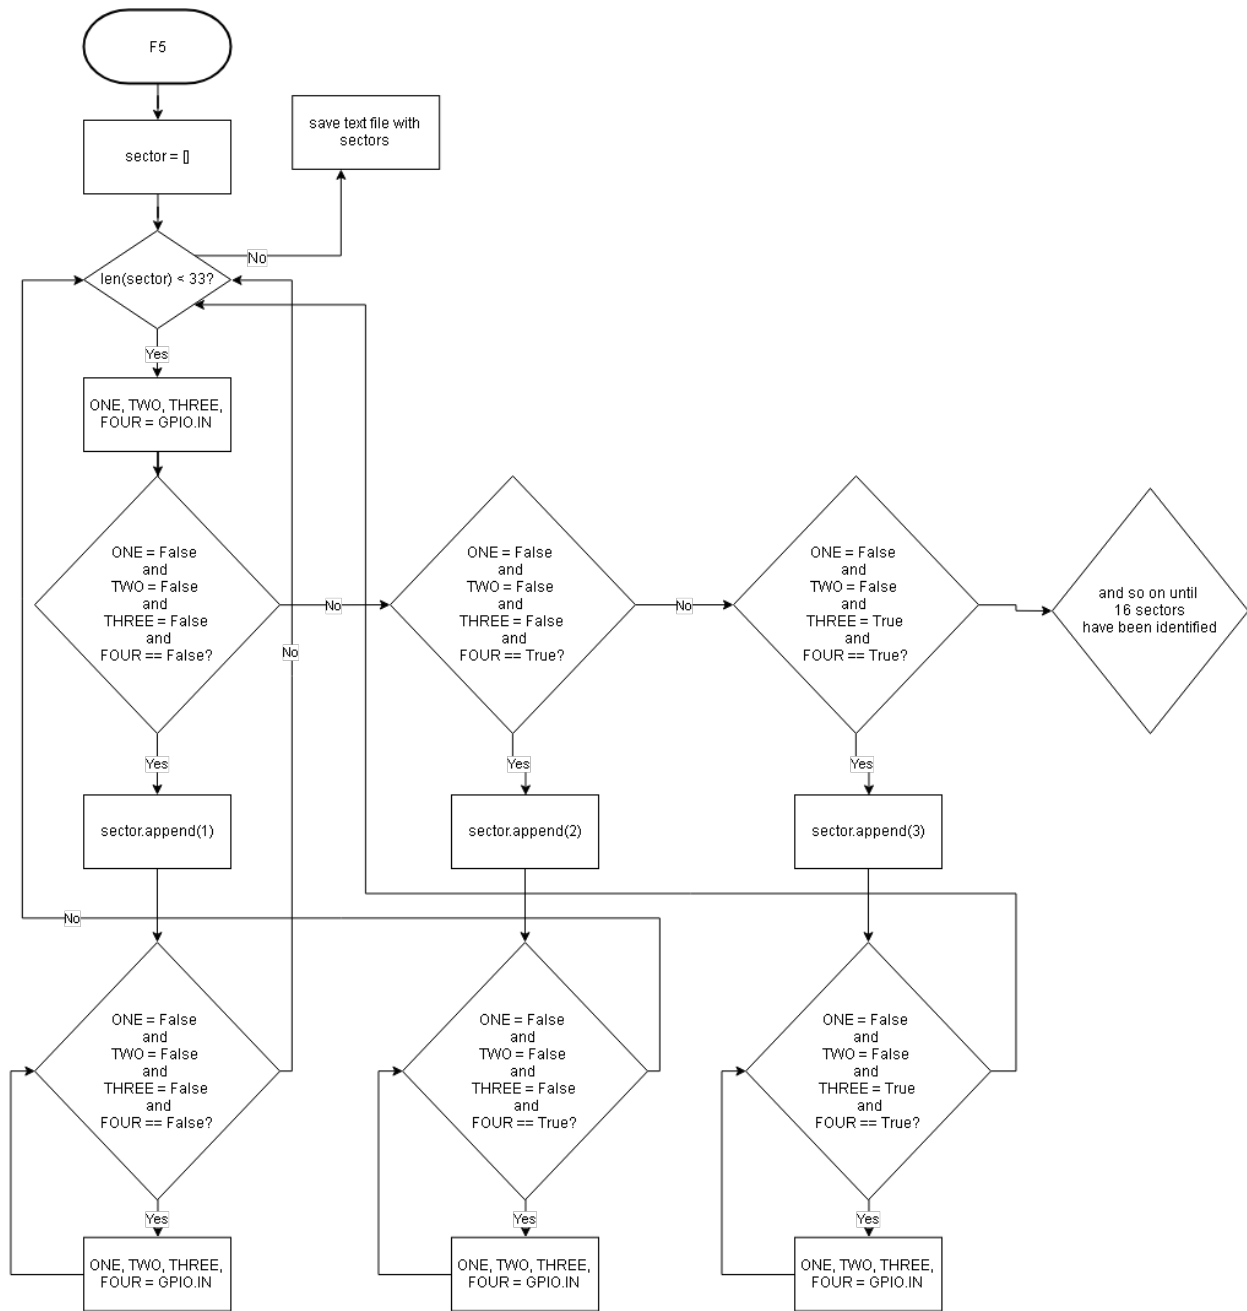 F5
save text file with
sectors
sector = []
No
len(sector) < 33?
Yes
ONE, TWO, THREE,
FOUR = GPIO.IN
ONE = False
and
TWO = False
and
THREE = False
and
FOUR == False?
No
ONE = False
and
TWO = False
and
THREE = False
and
FOUR == True?
No
ONE = False
and
TWO = False
and
THREE = True
and
FOUR == True?
and so on until
16 sectors
have been identified
No
Yes
Yes
Yes
sector.append(1)
sector.append(2)
sector.append(3)
No
ONE = False
and
TWO = False
and
THREE = False
and
FOUR == False?
ONE = False
and
TWO = False
and
THREE = False
and
FOUR == True?
ONE = False
and
TWO = False
and
THREE = True
and
FOUR == True?
Yes
Yes
Yes
ONE, TWO, THREE,
FOUR = GPIO.IN
ONE, TWO, THREE,
FOUR = GPIO.IN
ONE, TWO, THREE,
FOUR = GPIO.IN